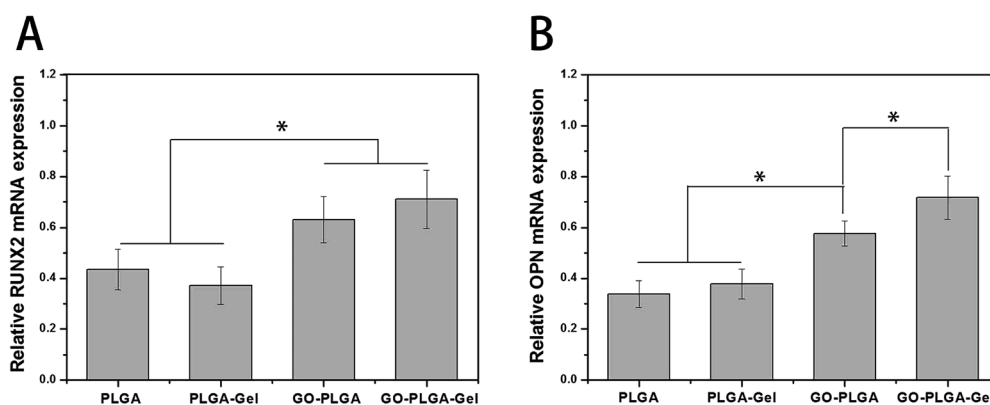 A
Relative RUNX2 mRNA expression
1.2
1.0
0.8
0.6
0.4
0.2
0.0
*
PLGA PLGA-Gel GO-PLGA GO-PLGA-Gel
B
Relative OPN mRNA expression
1.2
1.0
0.8
0.6
0.4
0.2
0.0
*
*
PLGA PLGA-Gel GO-PLGA GO-PLGA-Gel